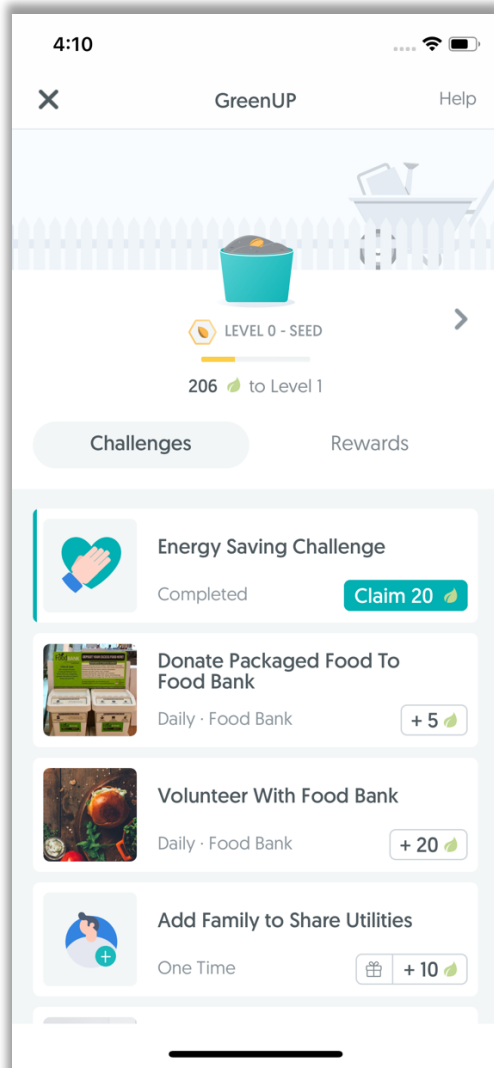 4:10
GreenUP
Help
LEVEL 0 - SEED
206 to Level 1
Challenges
Rewards
Energy Saving Challenge
Completed
Claim 20
Donate Packaged Food To
Food Bank
Daily · Food Bank
+ 5
Volunteer With Food Bank
Daily · Food Bank
+ 20
Add Family to Share Utilities
One Time
+ 10